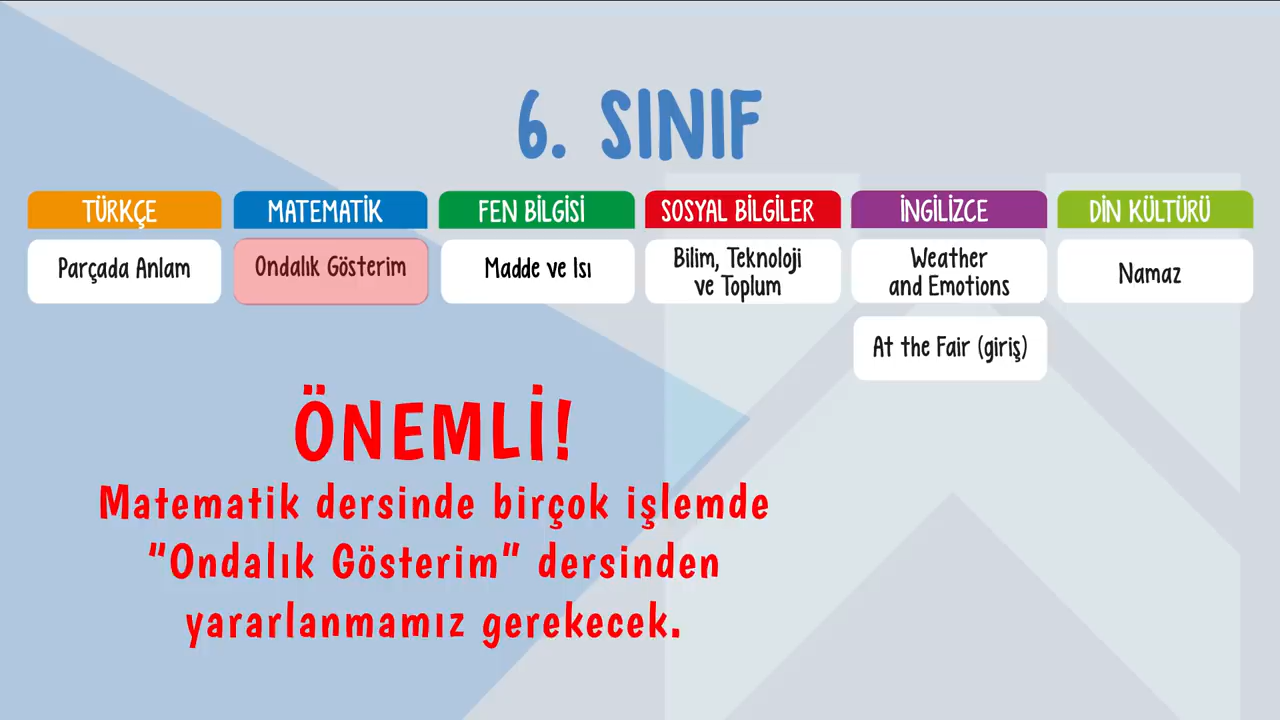 6. SINIF
TÜRKÇE
MATEMATİK
FEN BİLGİSİ
SOSYAL BİLGİLER
İNGİLİZCE
DİN KÜLTÜRÜ
Parçada Anlam
Ondalık Gösterim
Madde ve Isı
Bilim, Teknoloji
ve Toplum
Weather
and Emotions
Namaz
At the Fair (giriş)
ÖNEMLİ!
Matematik dersinde birçok işlemde
"Ondalık Gösterim" dersinden
yararlanmamız gerekecek.